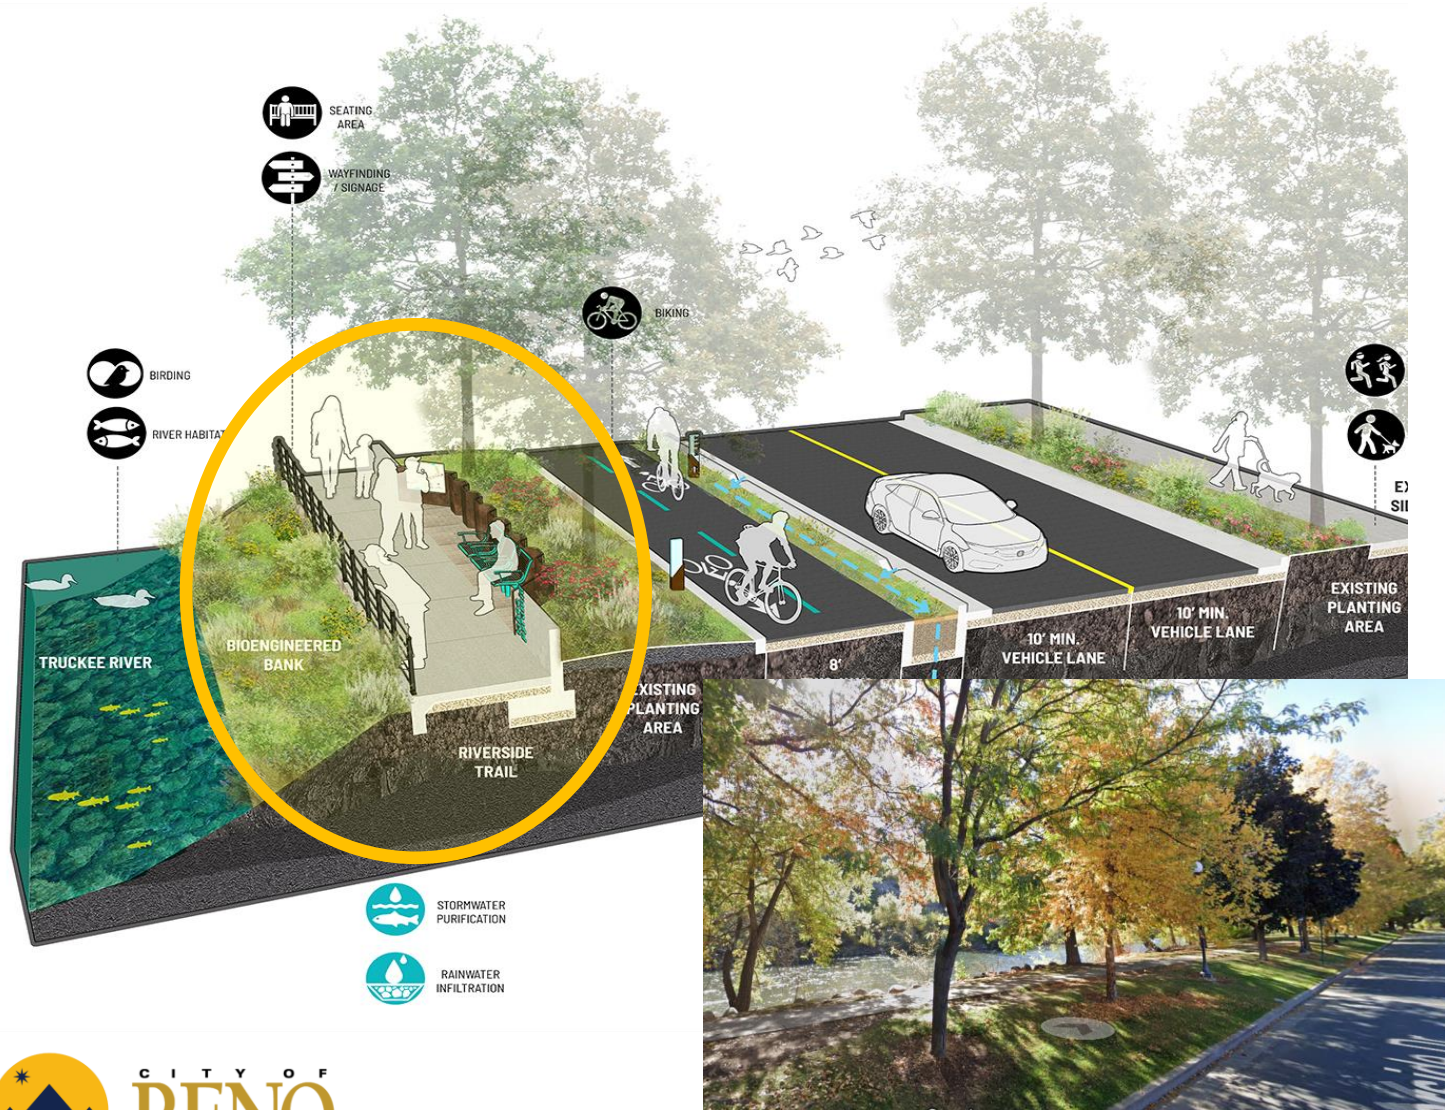 SEATING
AREA
WAYFINDING
/ SIGNAGE
BIKING
BIRDING
RIVER HABITAT
TRUCKEE RIVER
BIOENGINEERED
BANK
RIVERSIDE
TRAIL
EXISTING
PLANTING
AREA
8'
10' MIN.
VEHICLE LANE
10' MIN.
VEHICLE LANE
EXISTING
PLANTING
AREA
STORMWATER
PURIFICATION
RAINWATER
INFILTRATION
CITY OF
RENO